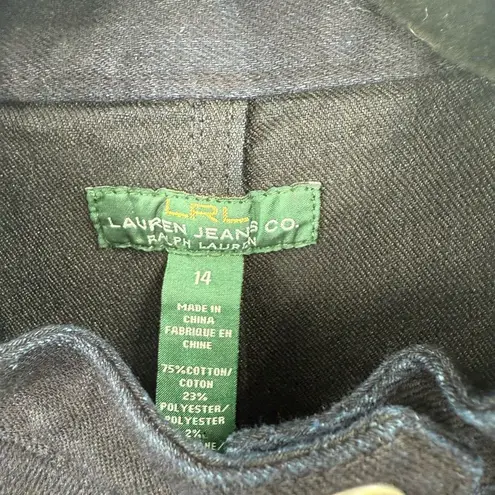 LRL
LAUREN JEANS CO.
RALPH LAUREN
14
MADE IN
CHINA
FABRIQUE EN
CHINE
75% COTTON/
COTON
23%
POLYESTER/
POLYESTER
2%